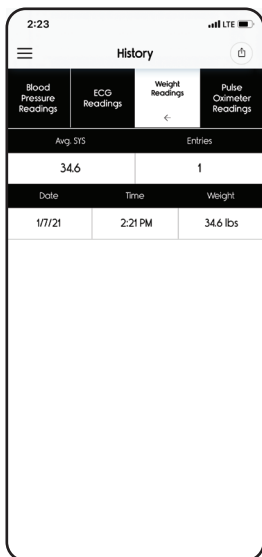 2:23
LTE
History
Blood
Pressure
Readings
ECG
Readings
Weight
Readings
Pulse
Oximeter
Readings
Avg. SYS Entries
34.6 1
Date Time Weight
1/7/21 2:21 PM 34.6 lbs